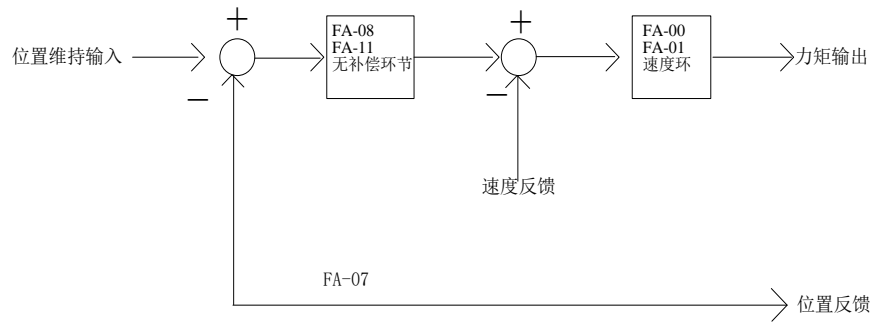 +
+
FA-08
FA-11
无补偿环节
FA-00
FA-01
速度环
位置维持输入
力矩输出
—
—
速度反馈
FA-07
位置反馈